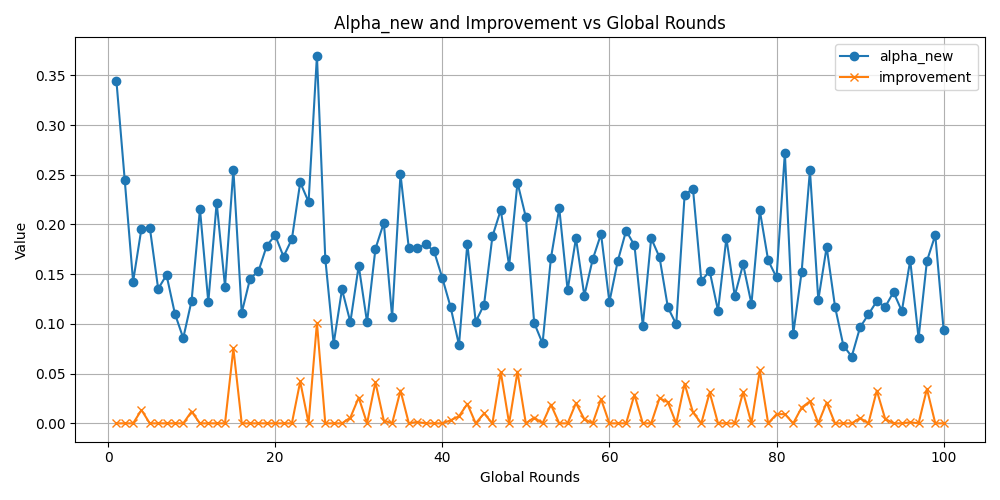 Alpha_new and Improvement vs Global Rounds
alpha_new
improvement
Value
0.35
0.30
0.25
0.20
0.15
0.10
0.05
0.00
0 20 40 60 80 100
Global Rounds